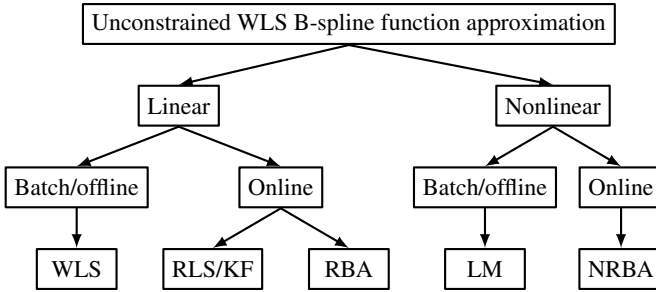 Unconstrained WLS B-spline function approximation
Linear
Nonlinear
Batch/offline
Online
Batch/offline
Online
WLS
RLS/KF
RBA
LM
NRBA